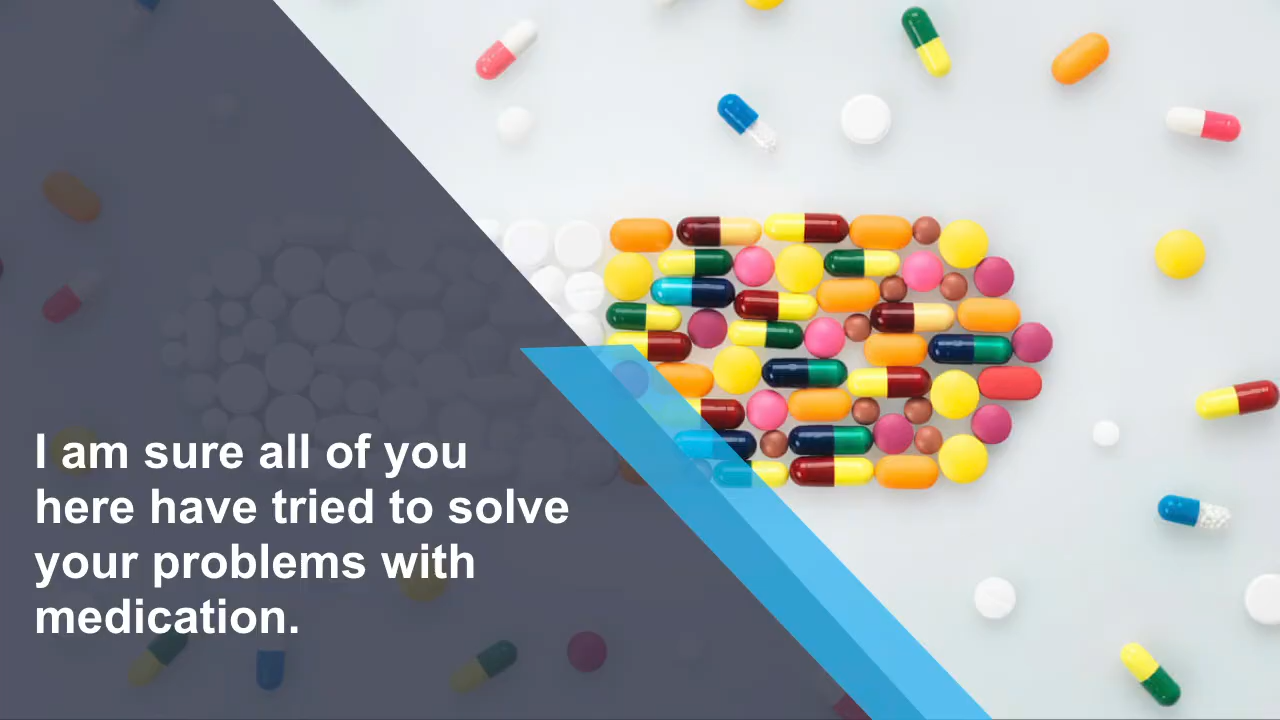 I am sure all of you
here have tried to solve
your problems with
medication.